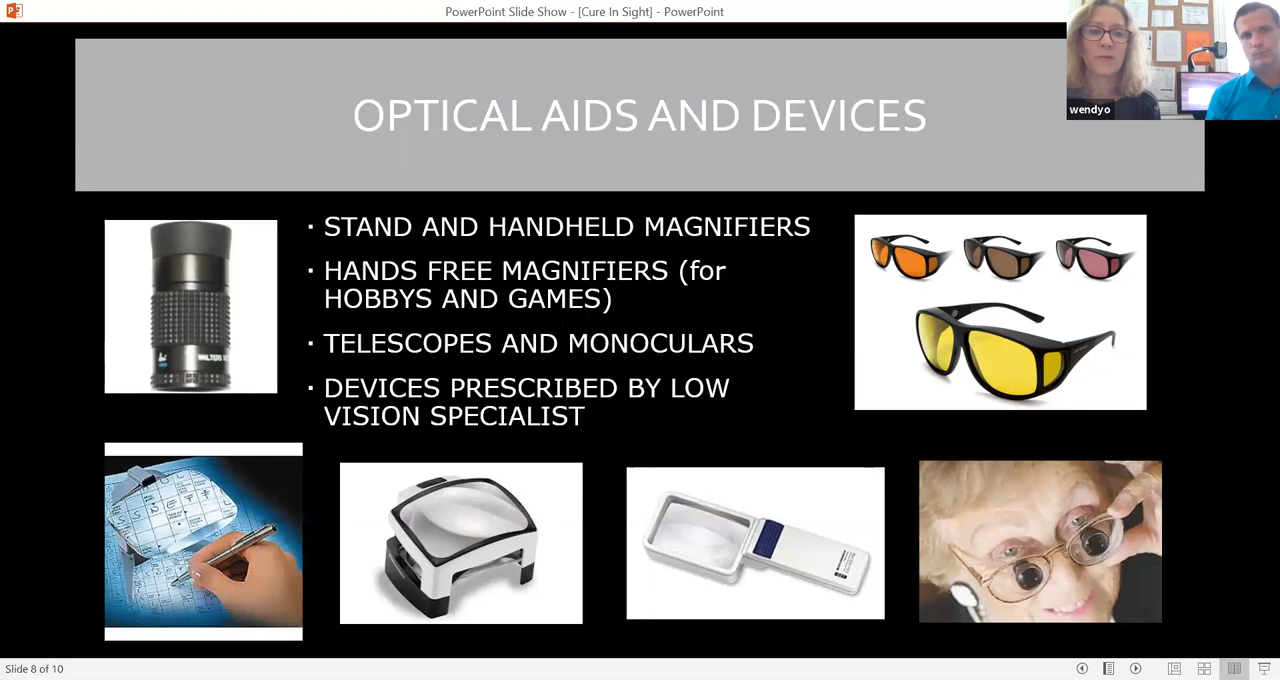 PowerPoint Slide Show - [Cure In Sight] - PowerPoint
wendyo
OPTICAL AIDS AND DEVICES
· STAND AND HANDHELD MAGNIFIERS
· HANDS FREE MAGNIFIERS (for
HOBBYS AND GAMES)
· TELESCOPES AND MONOCULARS
· DEVICES PRESCRIBED BY LOW
VISION SPECIALIST
WALTERS
Slide 8 of 10